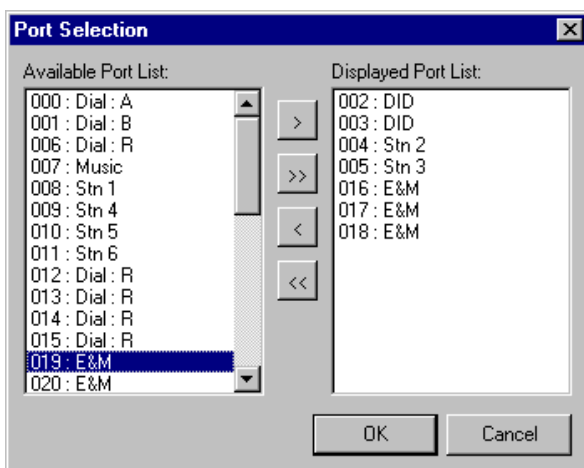 Port Selection
Available Port List:
000 : Dial : A
001 : Dial : B
006 : Dial : R
007 : Music
008 : Stn 1
009 : Stn 4
010 : Stn 5
011 : Stn 6
012 : Dial : R
013 : Dial : R
014 : Dial : R
015 : Dial : R
019 : E&M
020 : E&M
>
>>
<
<<
Displayed Port List:
002 : DID
003 : DID
004 : Stn 2
005 : Stn 3
016 : E&M
017 : E&M
018 : E&M
OK
Cancel